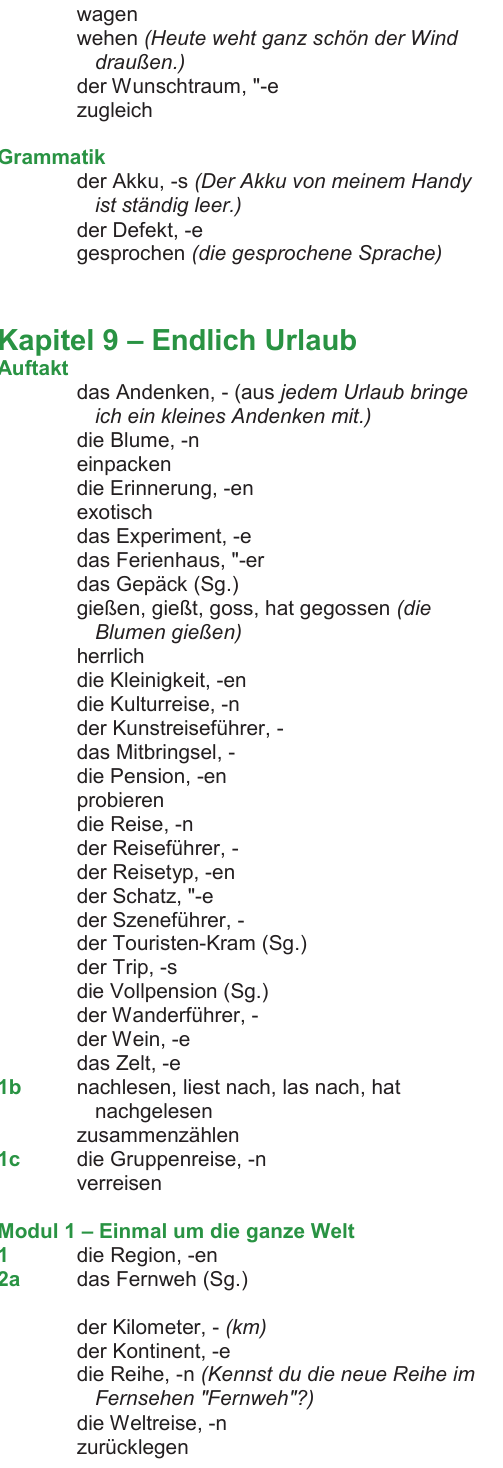 wagen
wehen (Heute weht ganz schön der Wind
draußen.)
der Wunschtraum, "-e
zugleich
Grammatik
der Akku, -s (Der Akku von meinem Handy
ist ständig leer.)
der Defekt, -e
gesprochen (die gesprochene Sprache)
Kapitel 9 – Endlich Urlaub
Auftakt
das Andenken, - (aus jedem Urlaub bringe
ich ein kleines Andenken mit.)
die Blume, -n
einpacken
die Erinnerung, -en
exotisch
das Experiment, -e
das Ferienhaus, "-er
das Gepäck (Sg.)
gießen, gießt, goss, hat gegossen (die
Blumen gießen)
herrlich
die Kleinigkeit, -en
die Kulturreise, -n
der Kunstreiseführer, -
das Mitbringsel, -
die Pension, -en
probieren
die Reise, -n
der Reiseführer, -
der Reisetyp, -en
der Schatz, "-e
der Szeneführer, -
der Touristen-Kram (Sg.)
der Trip, -s
die Vollpension (Sg.)
der Wanderführer, -
der Wein, -e
das Zelt, -e
1b nachlesen, liest nach, las nach, hat
nachgelesen
zusammenzählen
1c die Gruppenreise, -n
verreisen
Modul 1 – Einmal um die ganze Welt
1 die Region, -en
2a das Fernweh (Sg.)
der Kilometer, - (km)
der Kontinent, -e
die Reihe, -n (Kennst du die neue Reihe im
Fernsehen "Fernweh"?)
die Weltreise, -n
zurücklegen